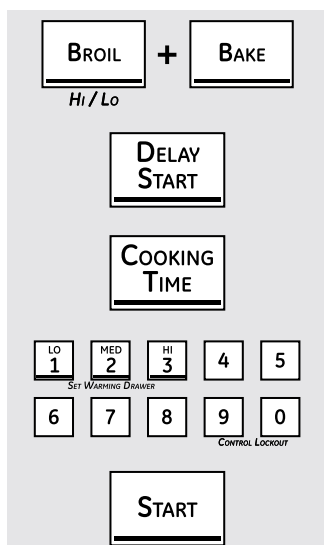 BROIL + BAKE
HI / LO
DELAY
START
COOKING
TIME
LO MED HI
1 2 3 4 5
SET WARMING DRAWER
6 7 8 9 0
CONTROL LOCKOUT
START